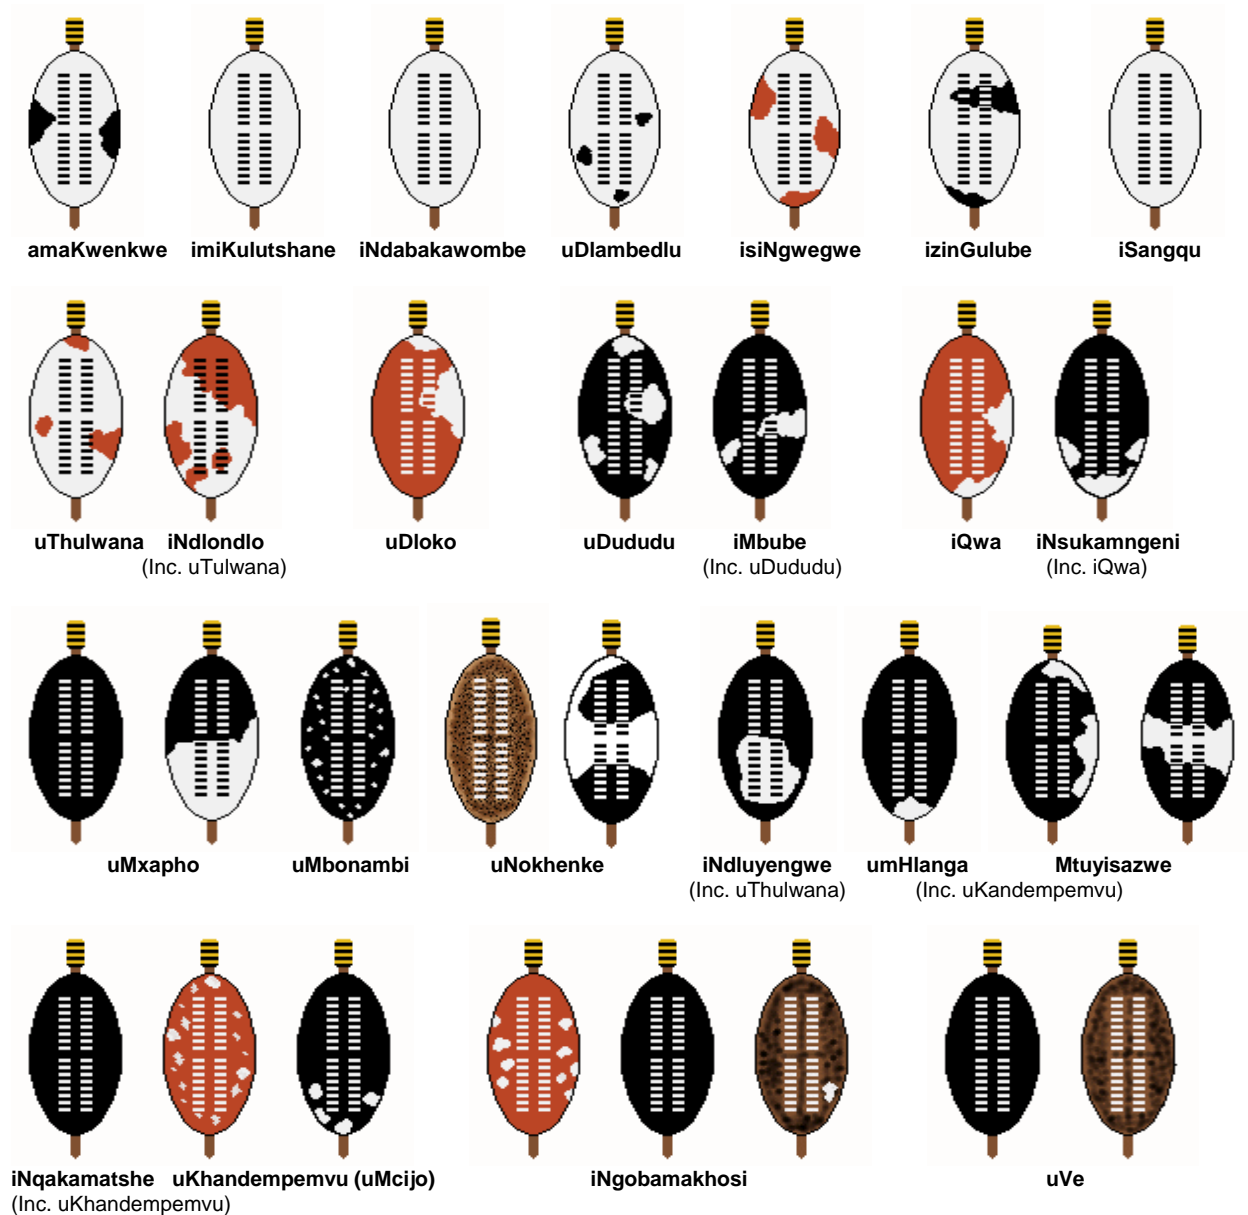 amaKwenkwe imiKulutshane iNdabakawombe uDlambedlu isiNgwegwe izinGulube iSangqu
uThulwana iNdlondlo uDloko uDududu iMbube iQwa iNsukamngeni
(Inc. uTulwana) (Inc. uDududu) (Inc. iQwa)
uMxapho uMbonambi uNokhenke iNdluyengwe umHlanga Mtuyisazwe
(Inc. uThulwana) (Inc. uKandempemvu)
iNqakamatshe uKhandempemvu (uMcijo) iNgobamakhosi uVe
(Inc. uKhandempemvu)